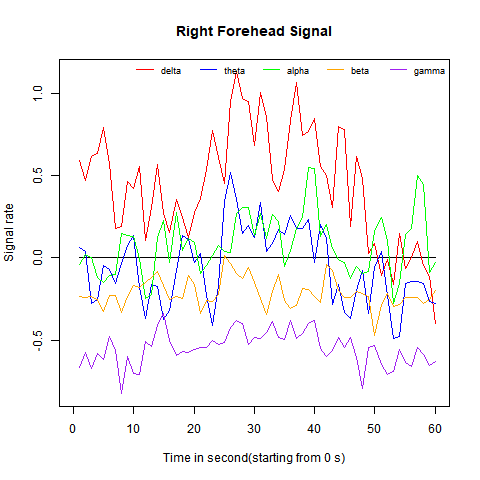 Right Forehead Signal
delta theta alpha beta gamma
Signal rate
1.0
0.5
0.0
-0.5
0 10 20 30 40 50 60
Time in second(starting from 0 s)